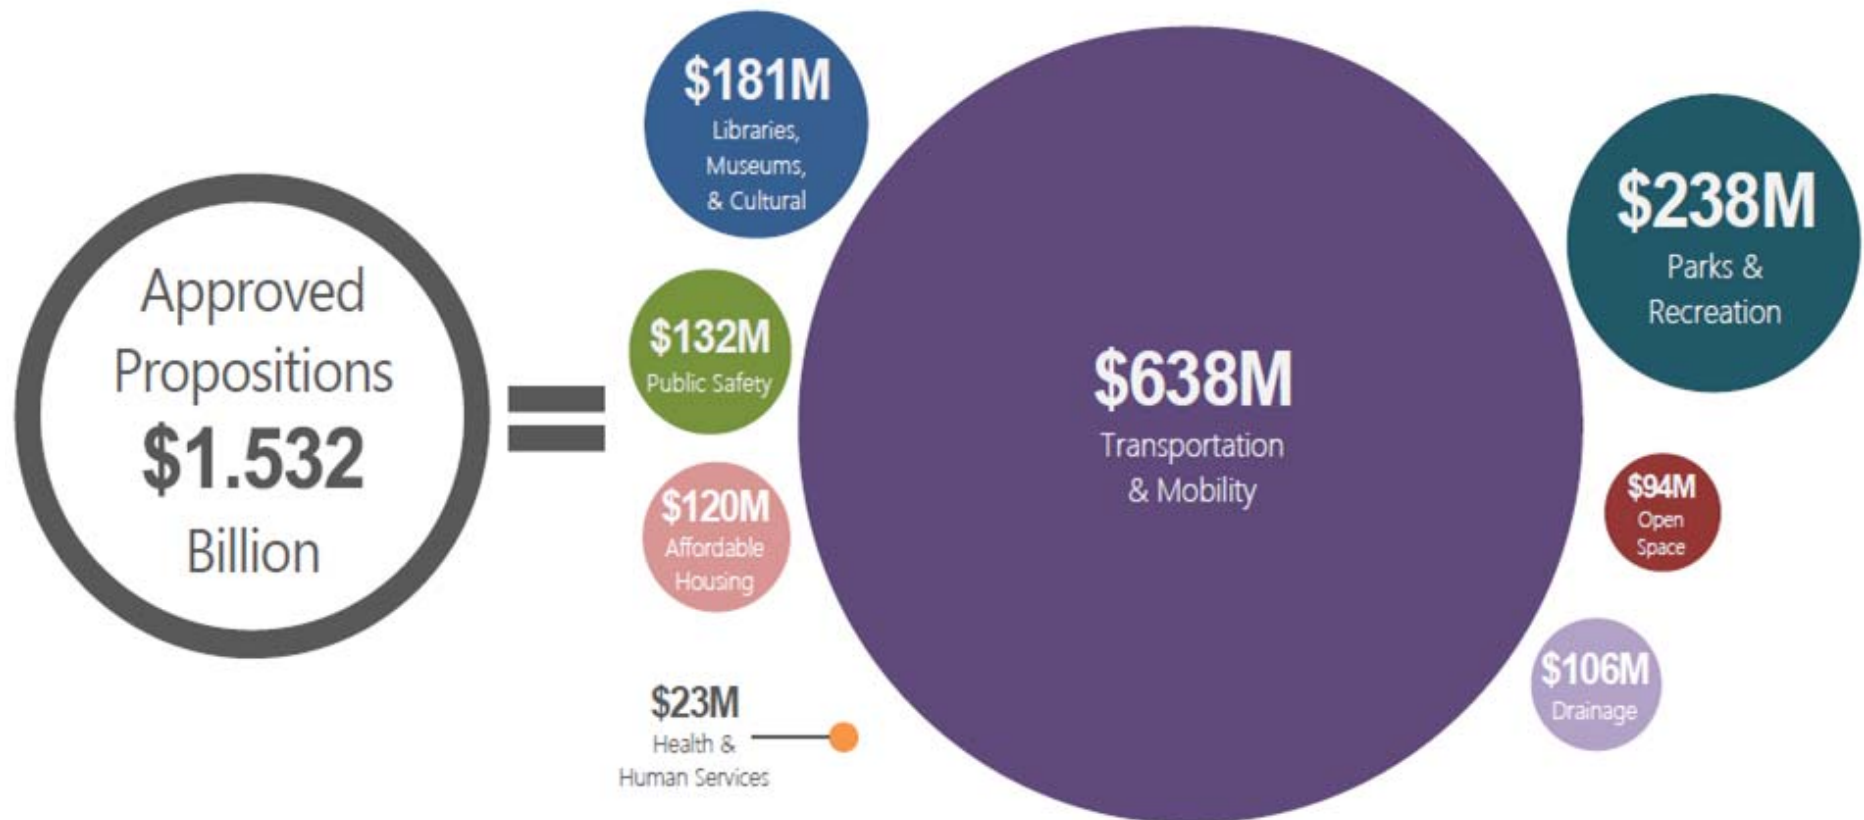 Approved
Propositions
$1.532
Billion
$181M
Libraries,
Museums,
& Cultural
$132M
Public Safety
$120M
Affordable
Housing
$23M
Health &
Human Services
$638M
Transportation
& Mobility
$238M
Parks &
Recreation
$94M
Open
Space
$106M
Drainage